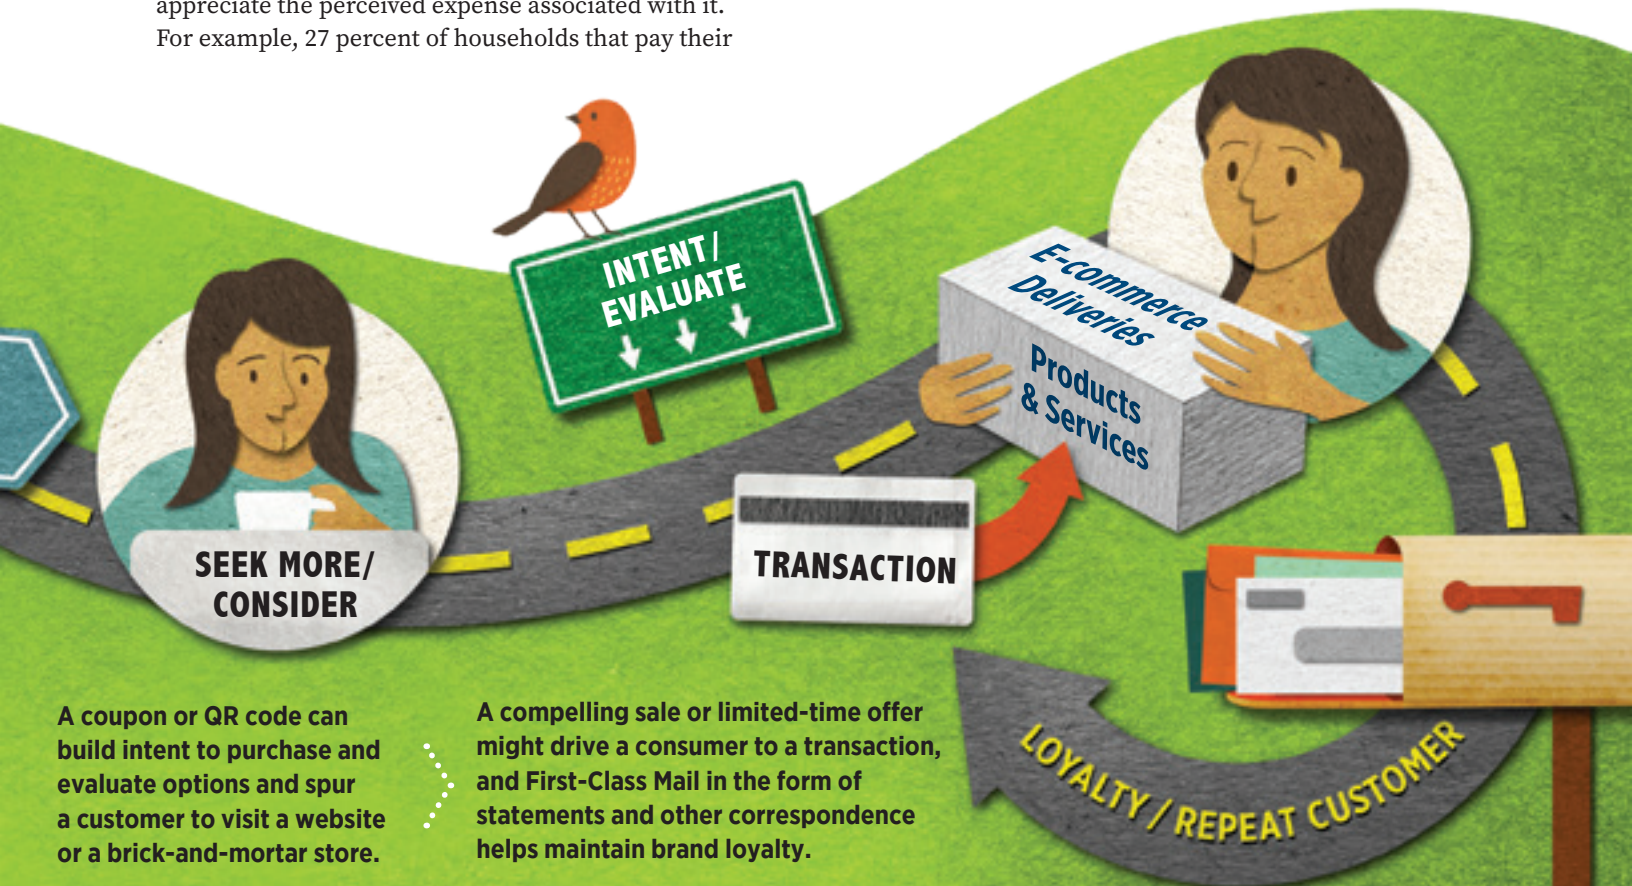 appreciate the perceived expense associated with it.
For example, 27 percent of households that pay their
INTENT/
EVALUATE
E-commerce
Deliveries
Products
& Services
SEEK MORE/
CONSIDER
TRANSACTION
LOYALTY / REPEAT CUSTOMER
A coupon or QR code can
build intent to purchase and
evaluate options and spur
a customer to visit a website
or a brick-and-mortar store.
A compelling sale or limited-time offer
might drive a consumer to a transaction,
and First-Class Mail in the form of
statements and other correspondence
helps maintain brand loyalty.